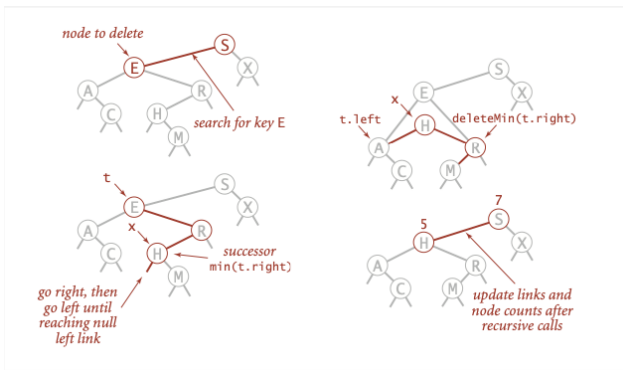 node to delete
S
E
X
A
R
C
H
M
search for key E
t
S
E
X
A
R
x
C
H
M
successor
min(t.right)
go right, then
go left until
reaching null
left link
S
E
X
x
t.left
H
deleteMin(t.right)
A
R
C
M
7
5
S
H
X
A
R
C
M
update links and
node counts after
recursive calls